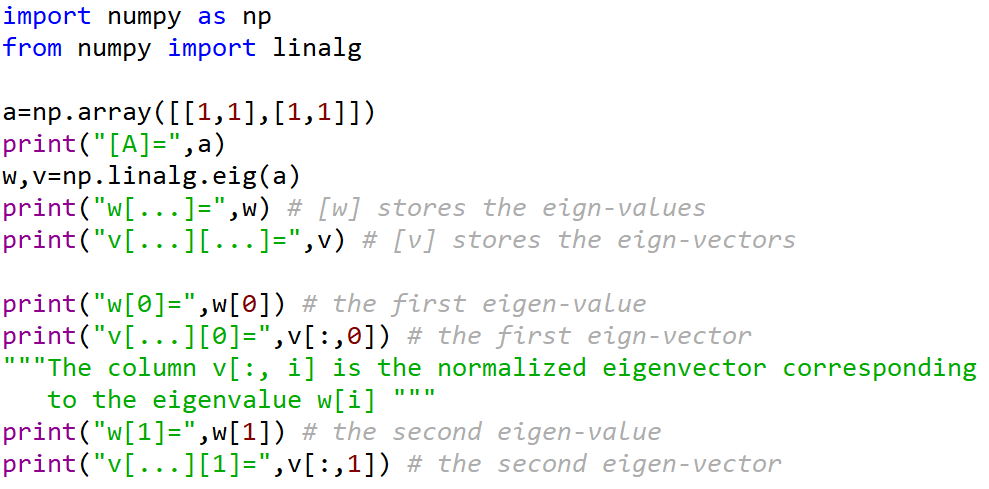 import numpy as np
from numpy import linalg
a=np.array([[1,1],[1,1]])
print("[A]=",a)
w,v=np.linalg.eig(a)
print("w[...]=",w) # [w] stores the eign-values
print("v[...][...]=",v) # [v] stores the eign-vectors
print("w[0]=",w[0]) # the first eigen-value
print("v[...][0]=",v[:,0]) # the first eign-vector
"""The column v[:, i] is the normalized eigenvector corresponding
to the eigenvalue w[i] """
print("w[1]=",w[1]) # the second eigen-value
print("v[...][1]=",v[:,1]) # the second eigen-vector